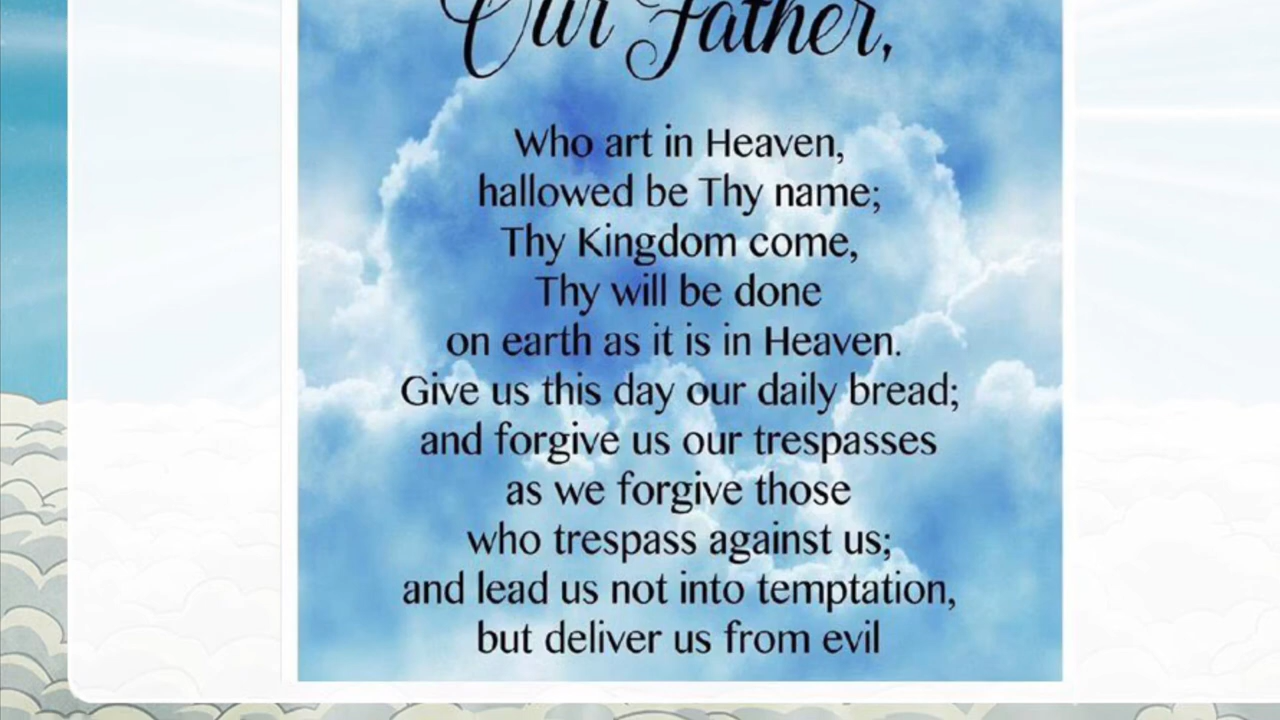 Our Father,
Who art in Heaven,
hallowed be Thy name;
Thy Kingdom come,
Thy will be done
on earth as it is in Heaven.
Give us this day our daily bread;
and forgive us our trespasses
as we forgive those
who trespass against us;
and lead us not into temptation,
but deliver us from evil